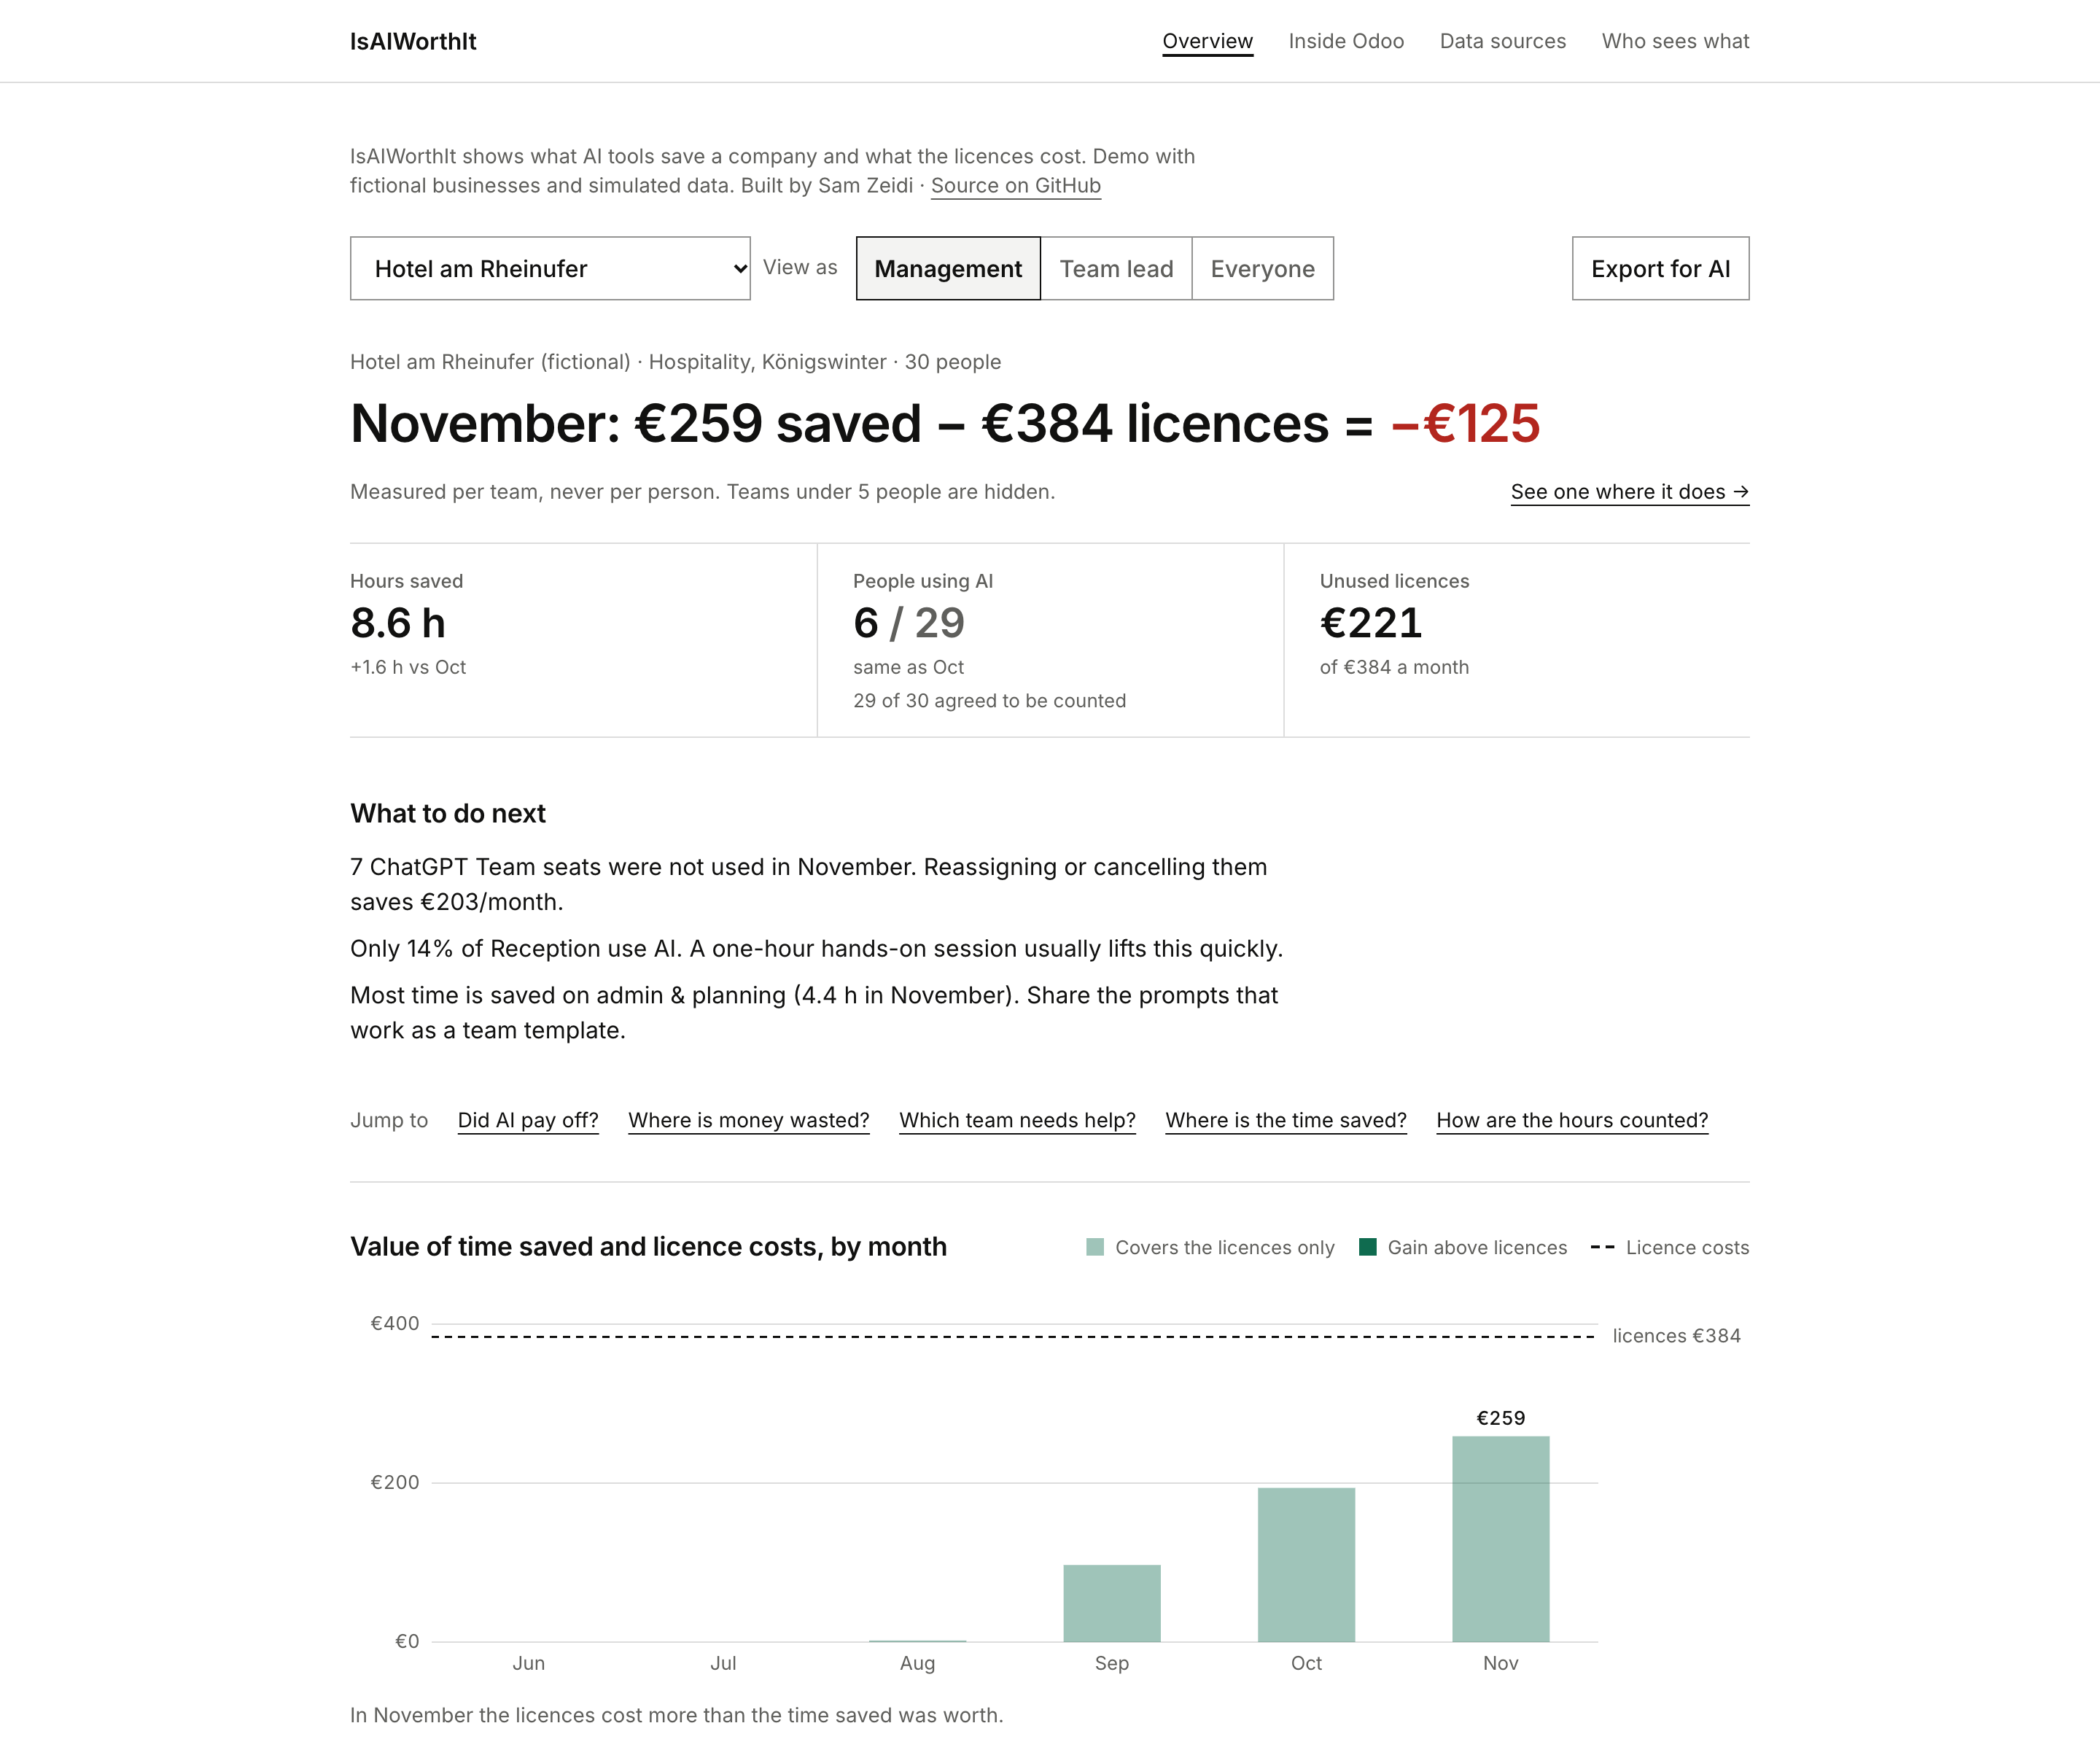 IsAIWorthIt
Overview
Inside Odoo
Data sources
Who sees what
IsAIWorthIt shows what AI tools save a company and what the licences cost. Demo with
fictional businesses and simulated data. Built by Sam Zeidi · Source on GitHub
Hotel am Rheinufer
View as
Management
Team lead
Everyone
Export for AI
Hotel am Rheinufer (fictional) · Hospitality, Königswinter · 30 people
November: €259 saved − €384 licences = −€125
Measured per team, never per person. Teams under 5 people are hidden.
See one where it does →
Hours saved
8.6 h
+1.6 h vs Oct
People using AI
6 / 29
same as Oct
29 of 30 agreed to be counted
Unused licences
€221
of €384 a month
What to do next
7 ChatGPT Team seats were not used in November. Reassigning or cancelling them
saves €203/month.
Only 14% of Reception use AI. A one-hour hands-on session usually lifts this quickly.
Most time is saved on admin & planning (4.4 h in November). Share the prompts that
work as a team template.
Jump to
Did AI pay off?
Where is money wasted?
Which team needs help?
Where is the time saved?
How are the hours counted?
Value of time saved and licence costs, by month
Covers the licences only
Gain above licences
Licence costs
€400
licences €384
€259
€200
€0
Jun
Jul
Aug
Sep
Oct
Nov
In November the licences cost more than the time saved was worth.